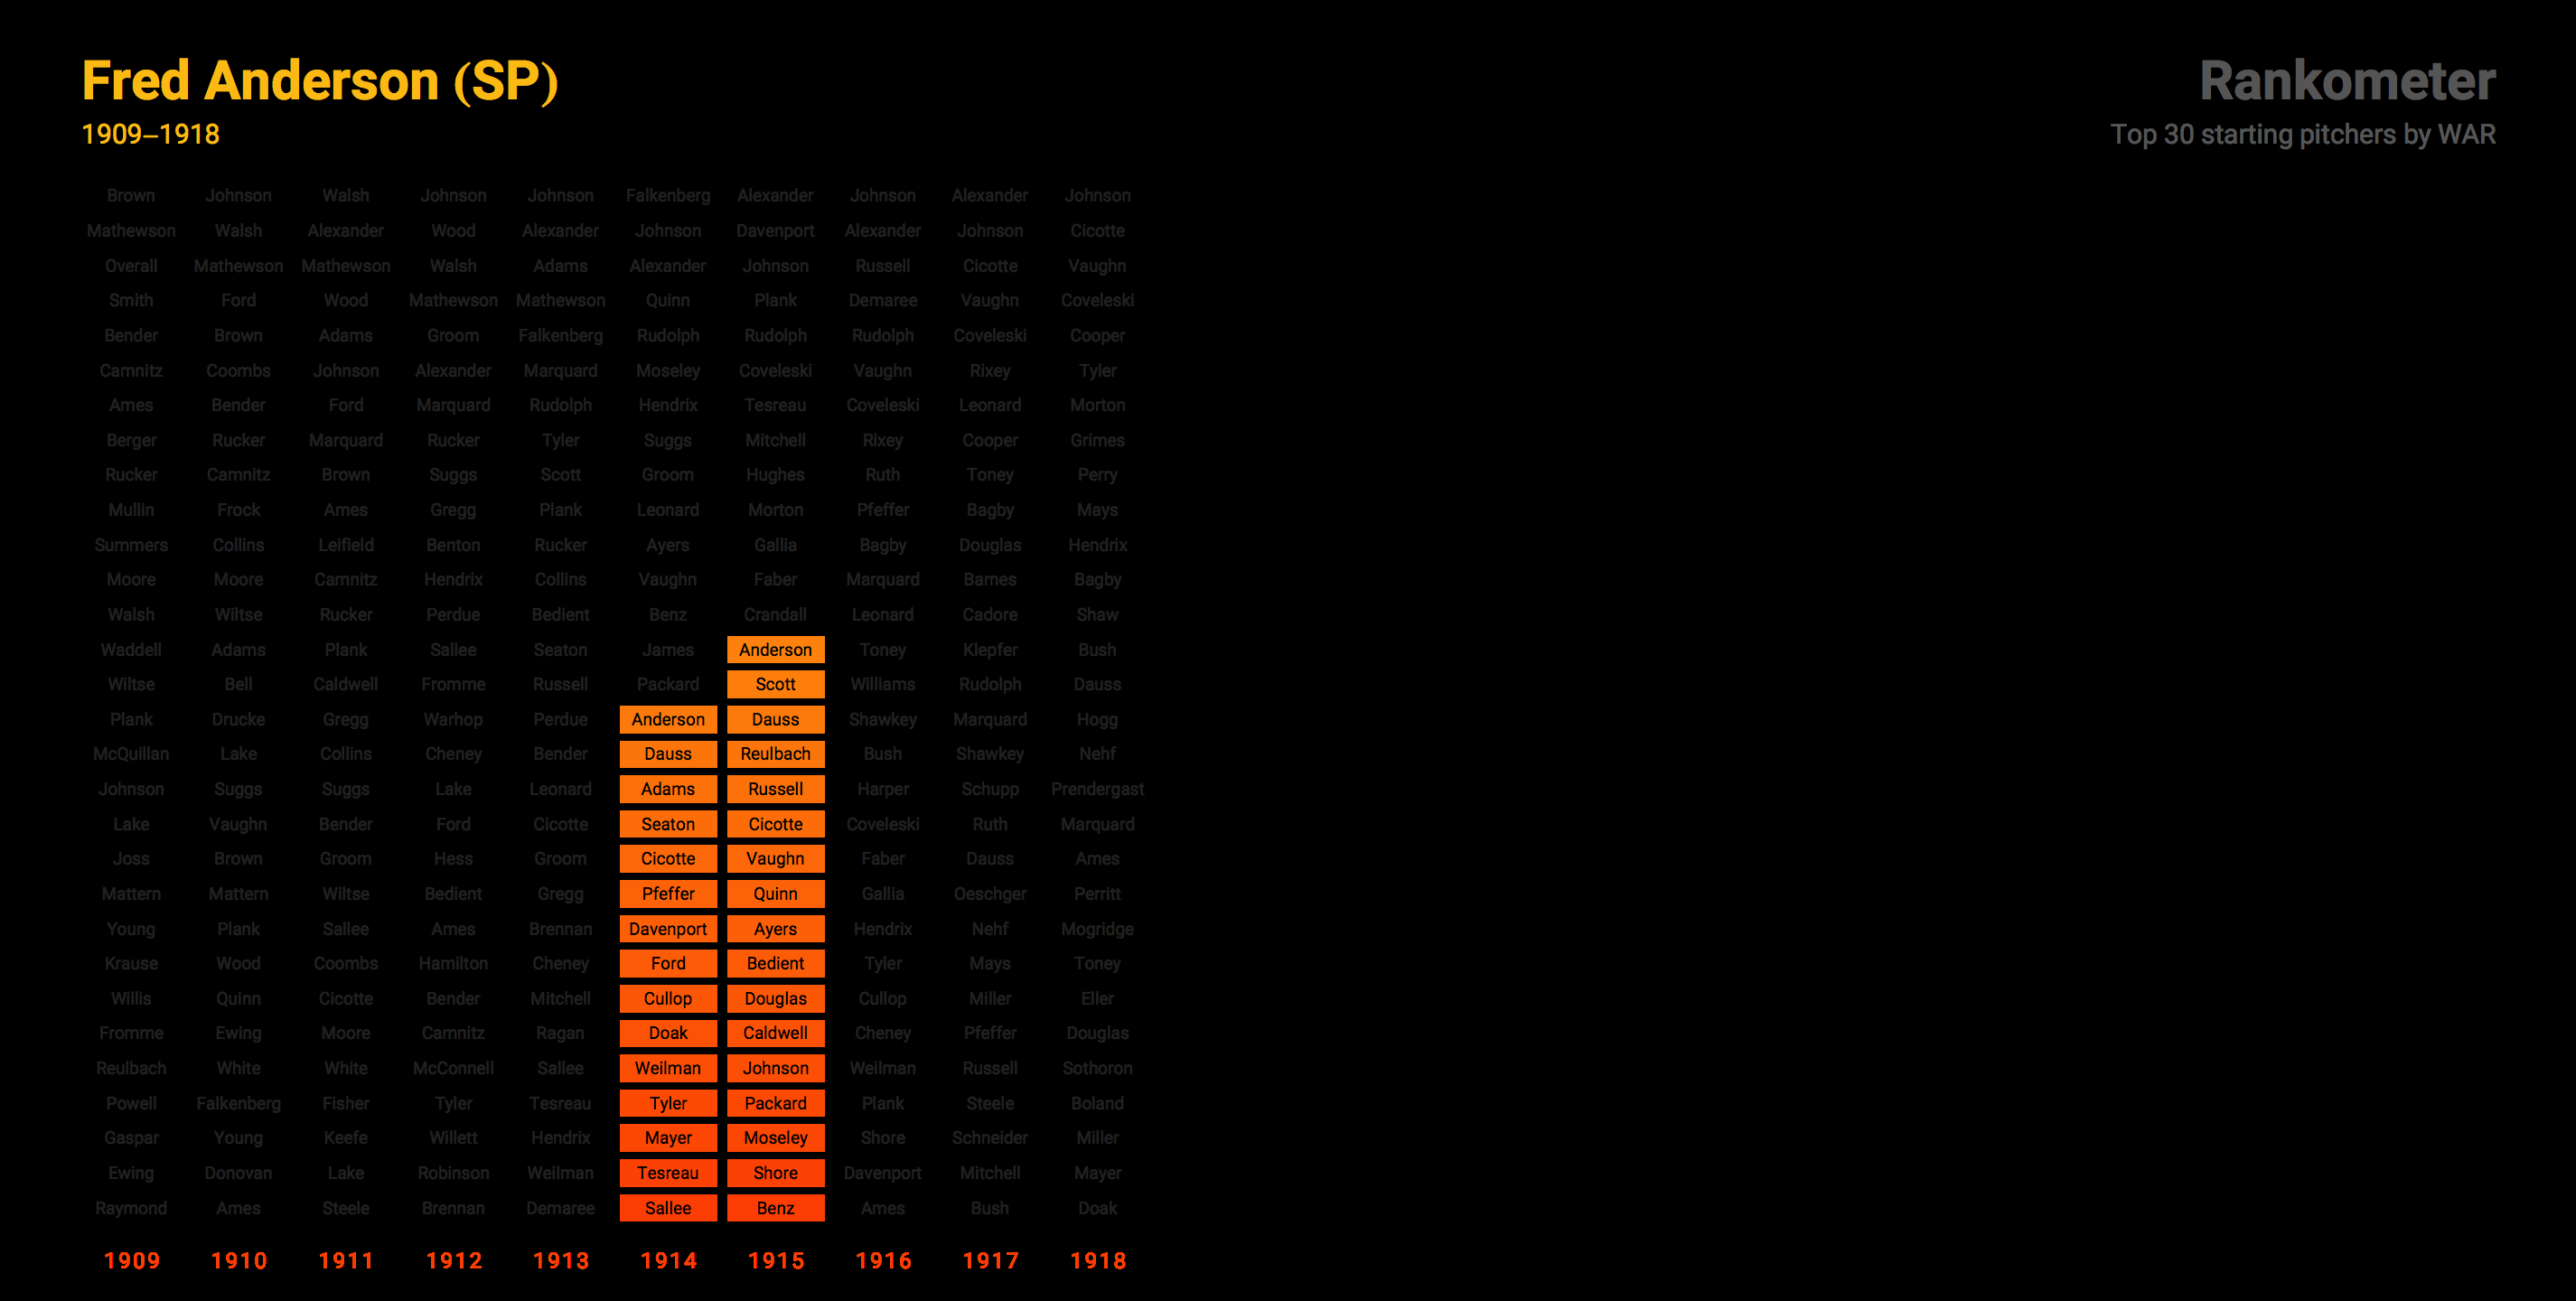 Fred Anderson (SP)
1909–1918
Rankometer
Top 30 starting pitchers by WAR
Brown Johnson Walsh Johnson Johnson Falkenberg Alexander Johnson Alexander Johnson
Mathewson Walsh Alexander Wood Alexander Johnson Davenport Alexander Johnson Cicotte
Overall Mathewson Mathewson Walsh Adams Alexander Johnson Russell Cicotte Vaughn
Smith Ford Wood Mathewson Mathewson Quinn Plank Demaree Vaughn Coveleski
Bender Brown Adams Groom Falkenberg Rudolph Rudolph Rudolph Coveleski Cooper
Camnitz Coombs Johnson Alexander Marquard Moseley Coveleski Vaughn Rixey Tyler
Ames Bender Ford Marquard Rudolph Hendrix Tesreau Coveleski Leonard Morton
Berger Rucker Marquard Rucker Tyler Suggs Mitchell Rixey Cooper Grimes
Rucker Camnitz Brown Suggs Scott Groom Hughes Ruth Toney Perry
Mullin Frock Ames Gregg Plank Leonard Morton Pfeffer Bagby Mays
Summers Collins Leifield Benton Rucker Ayers Gallia Bagby Douglas Hendrix
Moore Moore Camnitz Hendrix Collins Vaughn Faber Marquard Barnes Bagby
Walsh Wiltse Rucker Perdue Bedient Benz Crandall Leonard Cadore Shaw
Waddell Adams Plank Sallee Seaton James Anderson Toney Klepfer Bush
Wiltse Bell Caldwell Fromme Russell Packard Scott Williams Rudolph Dauss
Plank Drucke Gregg Warhop Perdue Anderson Dauss Shawkey Marquard Hogg
McQuillan Lake Collins Cheney Bender Dauss Reulbach Bush Shawkey Nehf
Johnson Suggs Suggs Lake Leonard Adams Russell Harper Schupp Prendergast
Lake Vaughn Bender Ford Cicotte Seaton Cicotte Coveleski Ruth Marquard
Joss Brown Groom Hess Groom Cicotte Vaughn Faber Dauss Ames
Mattern Mattern Wiltse Bedient Gregg Pfeffer Quinn Gallia Oeschger Perritt
Young Plank Sallee Ames Brennan Davenport Ayers Hendrix Nehf Mogridge
Krause Wood Coombs Hamilton Cheney Ford Bedient Tyler Mays Toney
Willis Quinn Cicotte Bender Mitchell Cullop Douglas Cullop Miller Eller
Fromme Ewing Moore Camnitz Ragan Doak Caldwell Cheney Pfeffer Douglas
Reulbach White White McConnell Sallee Weilman Johnson Weilman Russell Sothoron
Powell Falkenberg Fisher Tyler Tesreau Tyler Packard Plank Steele Boland
Gaspar Young Keefe Willett Hendrix Mayer Moseley Shore Schneider Miller
Ewing Donovan Lake Robinson Weilman Tesreau Shore Davenport Mitchell Mayer
Raymond Ames Steele Brennan Demaree Sallee Benz Ames Bush Doak
1909 1910 1911 1912 1913 1914 1915 1916 1917 1918